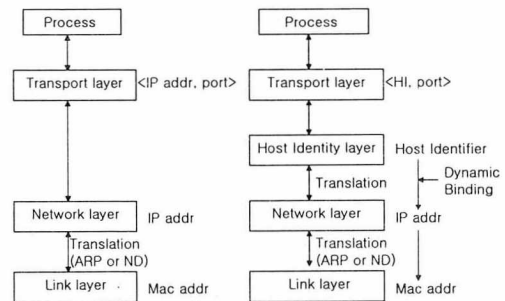 Process
Transport layer <IP addr, port>
Network layer IP addr
Translation
(ARP or ND)
Link layer Mac addr
Process
Transport layer <HI, port>
Host Identity layer Host Identifier
Translation
Dynamic
Binding
Network layer IP addr
Translation
(ARP or ND)
Link layer Mac addr